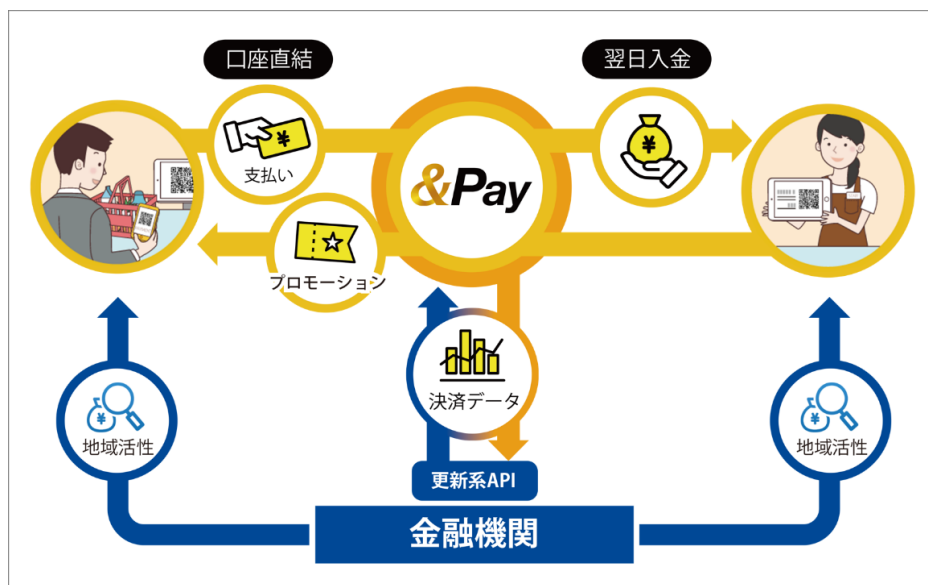 口座直結
翌日入金
支払い
&Pay
¥
¥
プロモーション
決済データ
¥
地域活性
¥
地域活性
更新系API
金融機関